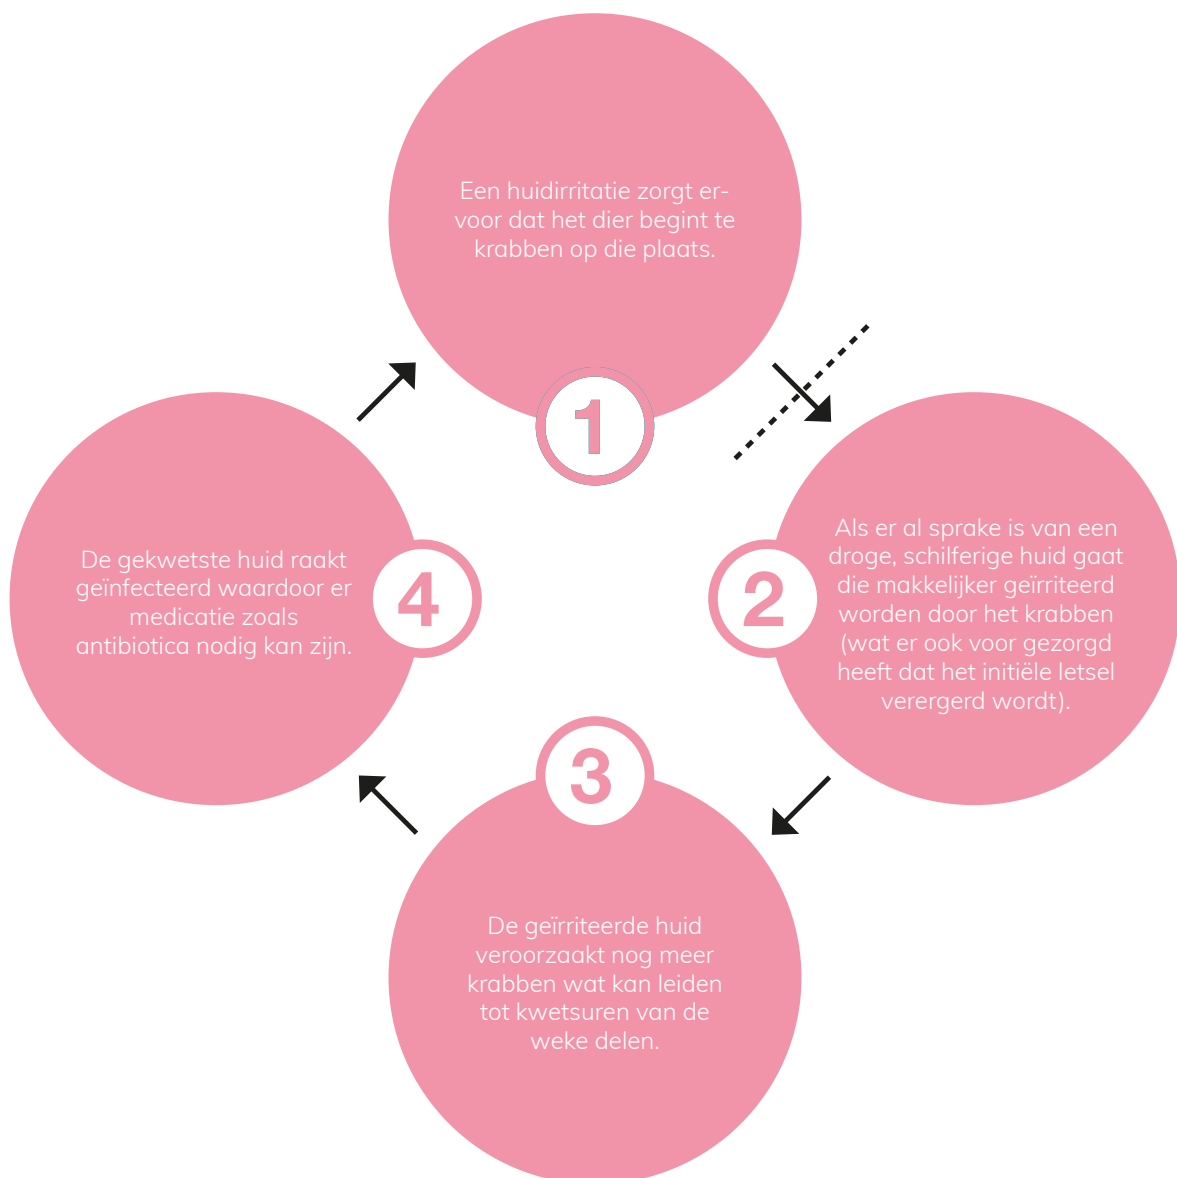 Een huidirritatie zorgt er-
voor dat het dier begint te
krabben op die plaats.
1
Als er al sprake is van een
droge, schilferige huid gaat
die makkelijker geïrriteerd
worden door het krabben
(wat er ook voor gezorgd
heeft dat het initiële letsel
verergerd wordt).
2
3
De geïrriteerde huid
veroorzaakt nog meer
krabben wat kan leiden
tot kwetsuren van de
weke delen.
De gekwetste huid raakt
geïnfecteerd waardoor er
medicatie zoals
antibiotica nodig kan zijn.
4